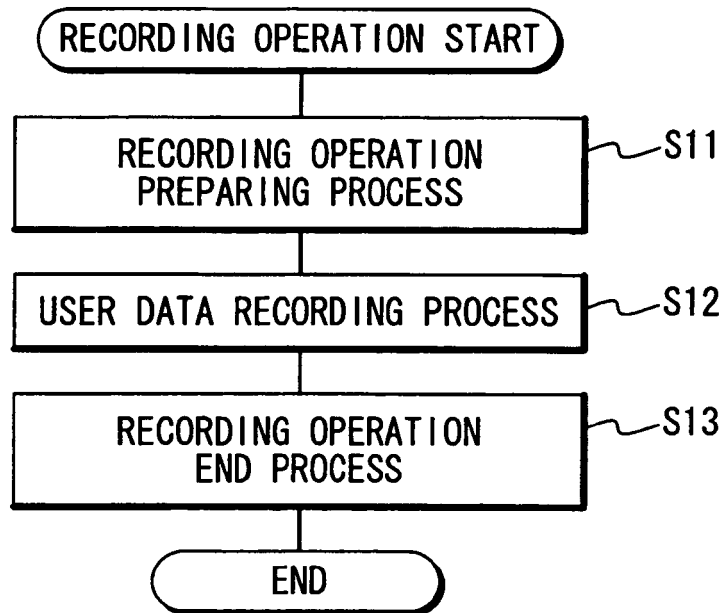 RECORDING OPERATION START
RECORDING OPERATION
PREPARING PROCESS
S11
USER DATA RECORDING PROCESS
S12
RECORDING OPERATION
END PROCESS
S13
END